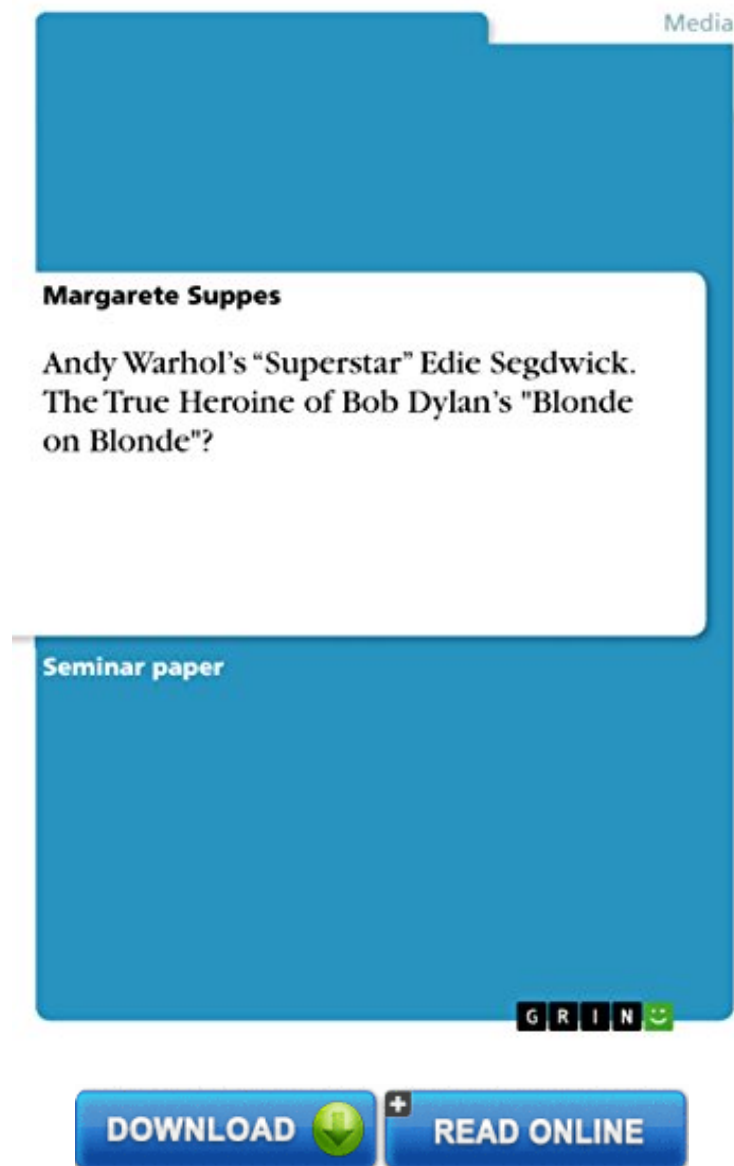 Media
Margarete Suppes
Andy Warhol’s “Superstar” Edie Segdwick.
The True Heroine of Bob Dylan’s "Blonde
on Blonde"?
Seminar paper
GRIN
DOWNLOAD
READ ONLINE